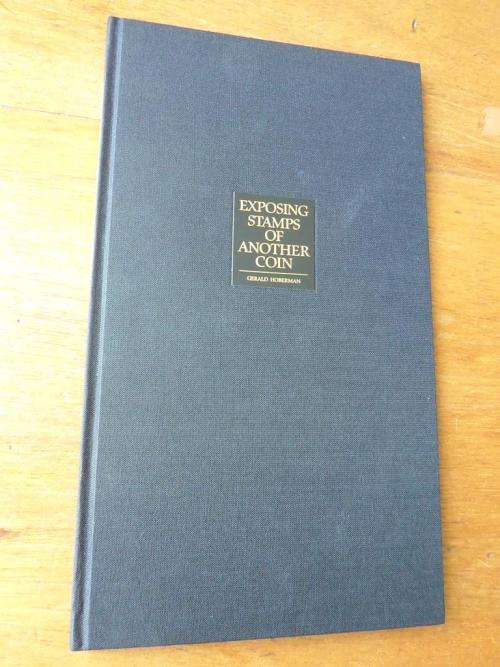 EXPOSING
STAMPS
OF
ANOTHER
COIN
GERALD HOBERMAN